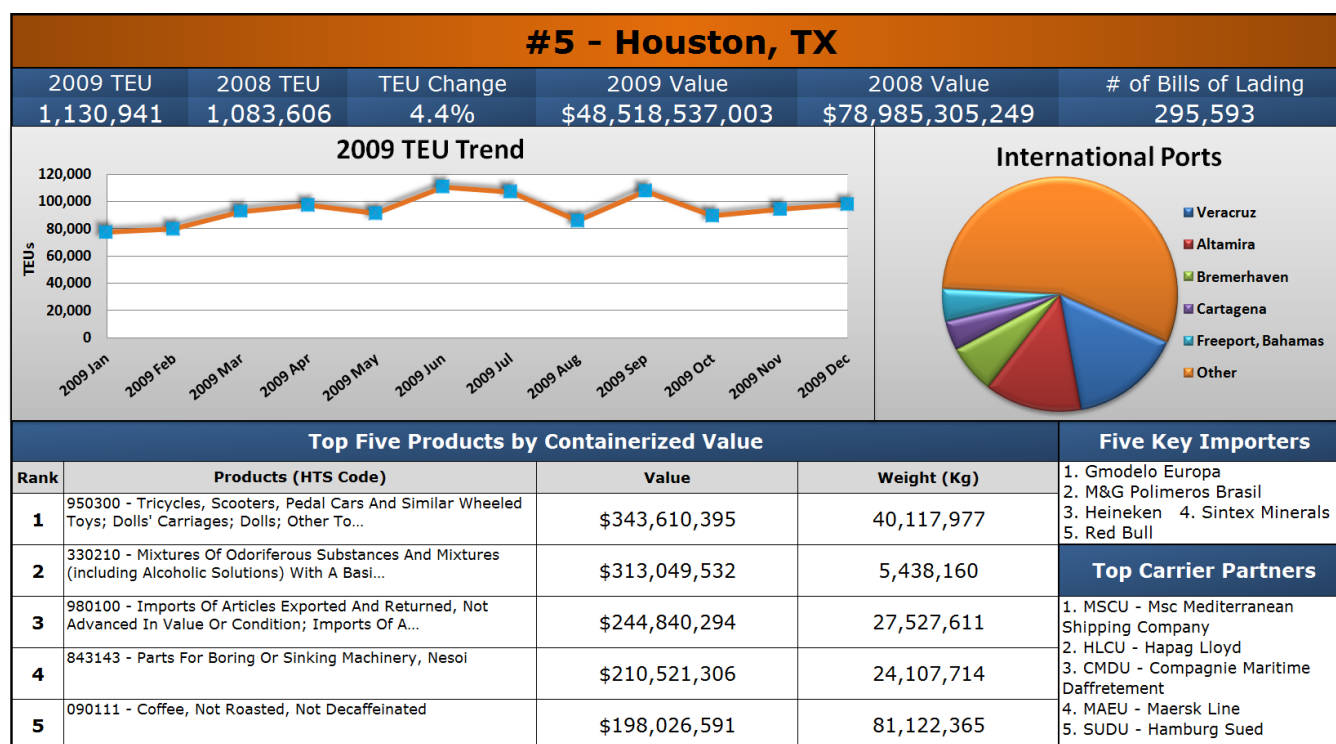 #5 - Houston, TX
2009 TEU 2008 TEU TEU Change 2009 Value 2008 Value # of Bills of Lading
1,130,941 1,083,606 4.4% $48,518,537,003 $78,985,305,249 295,593
2009 TEU Trend
120,000
100,000
80,000
60,000
40,000
20,000
0
TEUs
2009 Jan 2009 Feb 2009 Mar 2009 Apr 2009 May 2009 Jun 2009 Jul 2009 Aug 2009 Sep 2009 Oct 2009 Nov 2009 Dec
International Ports
Veracruz
Altamira
Bremerhaven
Cartagena
Freeport, Bahamas
Other
Top Five Products by Containerized Value
Rank Products (HTS Code) Value Weight (Kg)
1 950300 - Tricycles, Scooters, Pedal Cars And Similar Wheeled
Toys; Dolls' Carriages; Dolls; Other To... $343,610,395 40,117,977
2 330210 - Mixtures Of Odoriferous Substances And Mixtures
(including Alcoholic Solutions) With A Basi... $313,049,532 5,438,160
3 980100 - Imports Of Articles Exported And Returned, Not
Advanced In Value Or Condition; Imports Of A... $244,840,294 27,527,611
4 843143 - Parts For Boring Or Sinking Machinery, Nesoi $210,521,306 24,107,714
5 090111 - Coffee, Not Roasted, Not Decaffeinated $198,026,591 81,122,365
Five Key Importers
1. Gmodelo Europa
2. M&G Polimeros Brasil
3. Heineken 4. Sintex Minerals
5. Red Bull
Top Carrier Partners
1. MSCU - Msc Mediterranean
Shipping Company
2. HLCU - Hapag Lloyd
3. CMDU - Compagnie Maritime
Daffretement
4. MAEU - Maersk Line
5. SUDU - Hamburg Sued